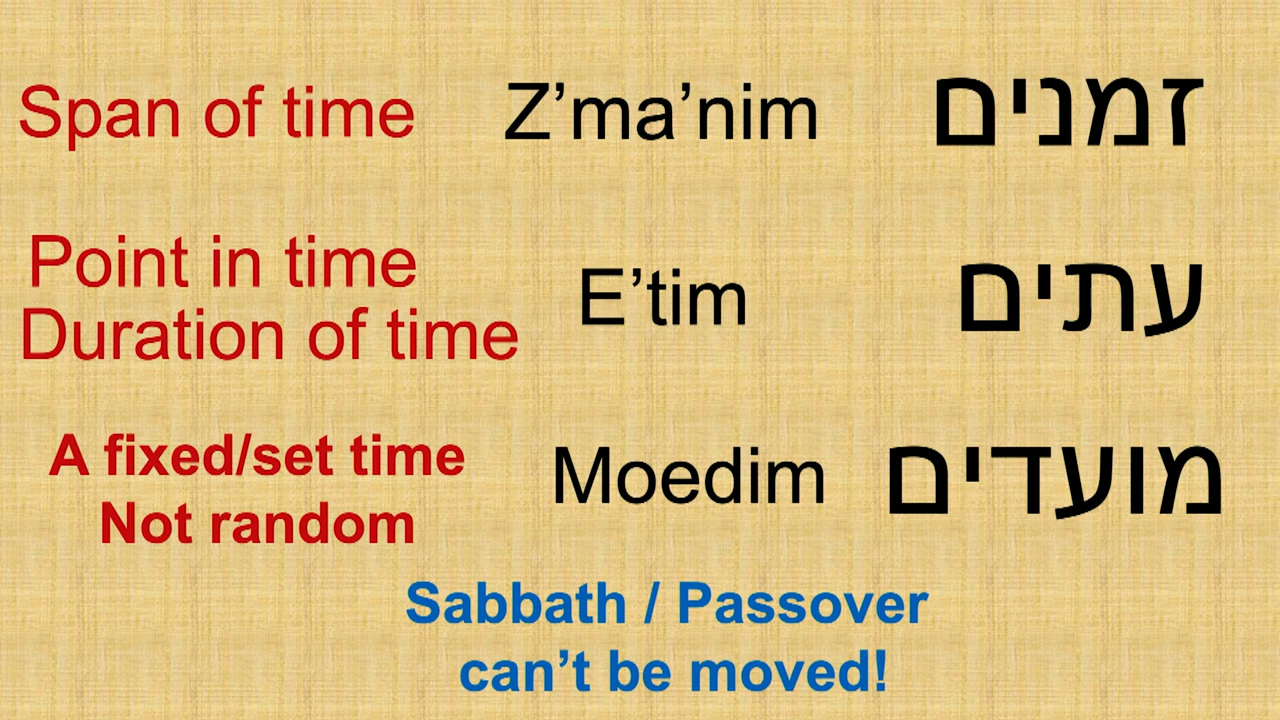 Span of time Z’ma’nim זמנים
Point in time
Duration of time E’tim עתים
A fixed/set time
Not random Moedim מועדים
Sabbath / Passover
can’t be moved!